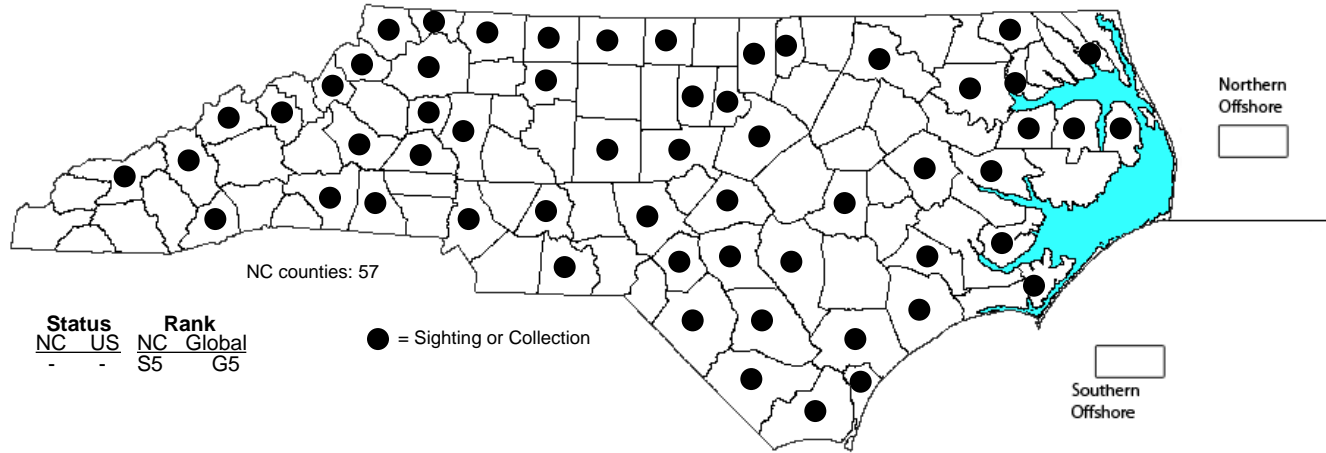 Northern
Offshore
NC counties: 57
Status Rank
NC US NC Global
- - S5 G5
= Sighting or Collection
Southern
Offshore